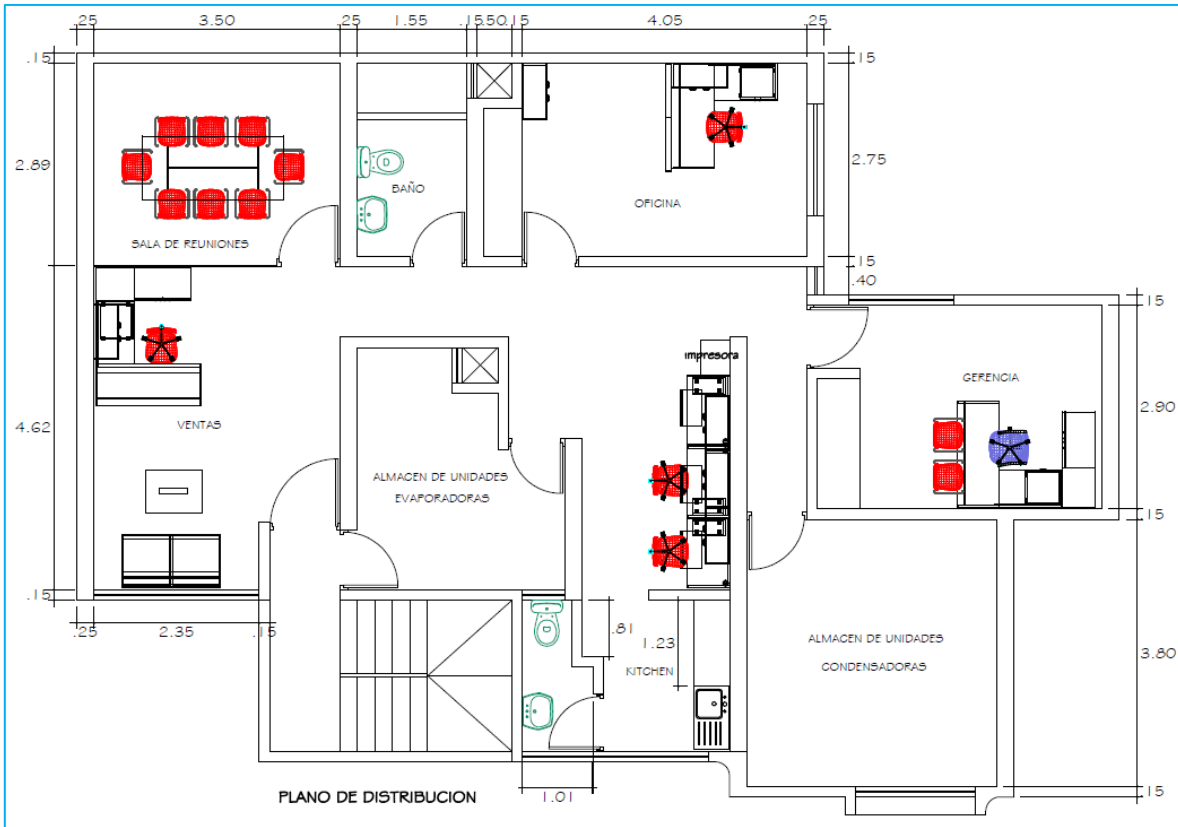 .25 3.50 .25 1.55 .15 .50 .15 4.05 .25
.15
.15
2.89
BAÑO
2.75
OFICINA
SALA DE REUNIONES
.15
.40
.15
impresora
GERENCIA
2.90
4.62
VENTAS
ALMACEN DE UNIDADES
EVAPORADORAS
.15
.15
.25 2.35 .15
.81
1.23
KITCHEN
ALMACEN DE UNIDADES
CONDENSADORAS
3.80
PLANO DE DISTRIBUCION
1.01
.15